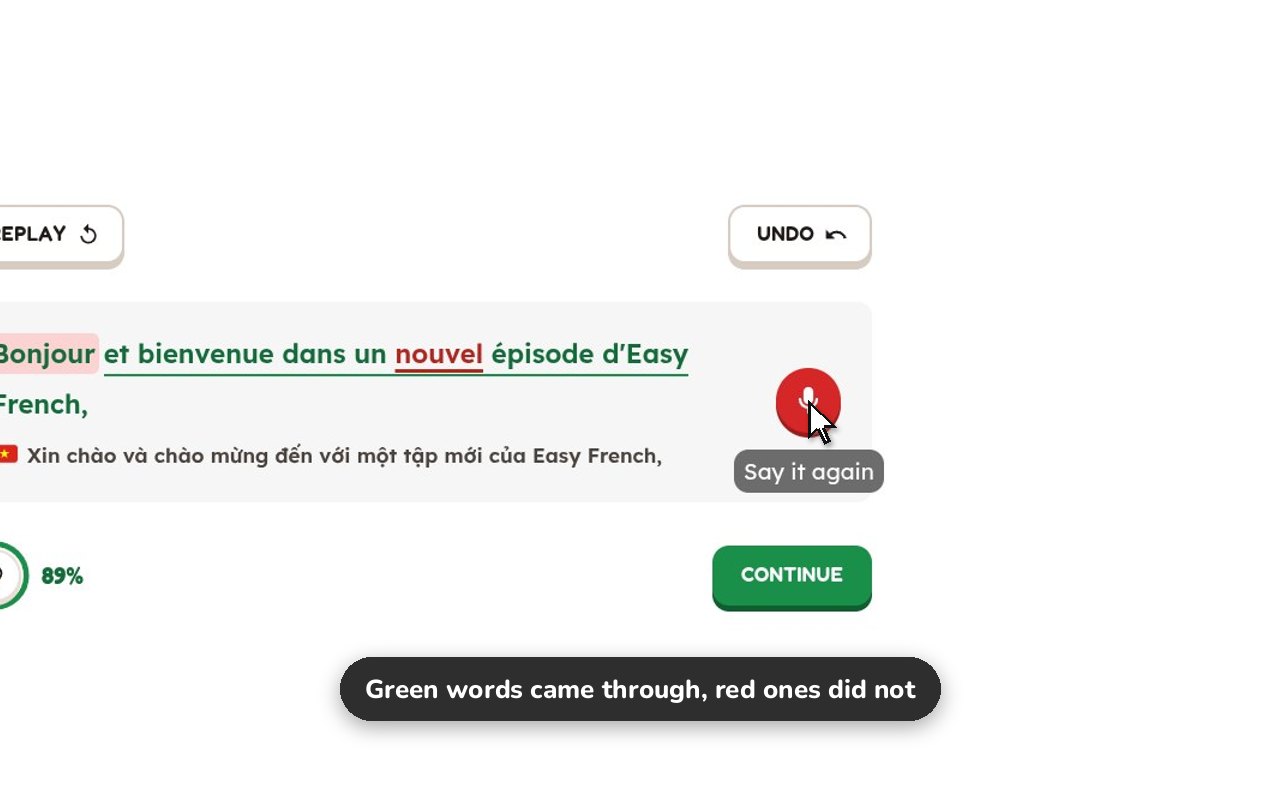 REPLAY
UNDO
Bonjour et bienvenue dans un nouvel épisode d'Easy
French,
Xin chào và chào mừng đến với một tập mới của Easy French,
Say it again
89%
CONTINUE
Green words came through, red ones did not